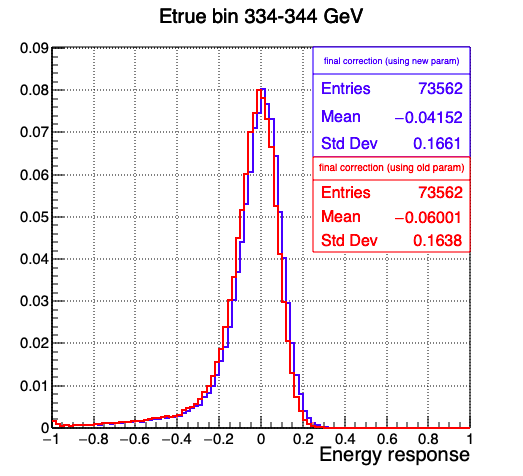 Etrue bin 334-344 GeV
final correction (using new param)
Entries 73562
Mean −0.04152
Std Dev 0.1661
final correction (using old param)
Entries 73562
Mean −0.06001
Std Dev 0.1638
0.09
0.08
0.07
0.06
0.05
0.04
0.03
0.02
0.01
0
−1 −0.8 −0.6 −0.4 −0.2 0 0.2 0.4 0.6 0.8 1
Energy response